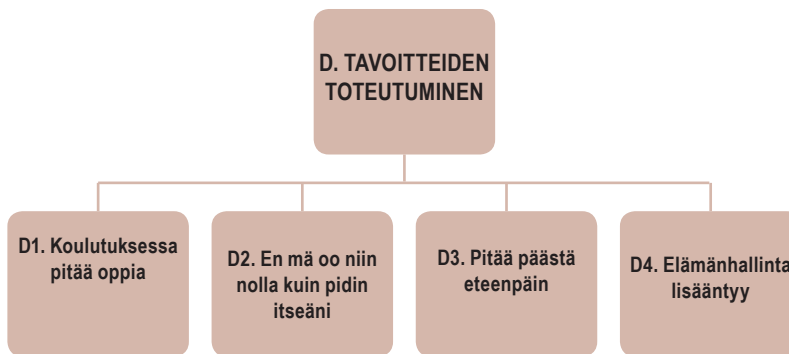 D. TAVOITTEIDEN
TOTEUTUMINEN
D1. Koulutuksessa
pitää oppia
D2. En mä oo niin
nolla kuin pidin
itseäni
D3. Pitää päästä
eteenpäin
D4. Elämänhallinta
lisääntyy